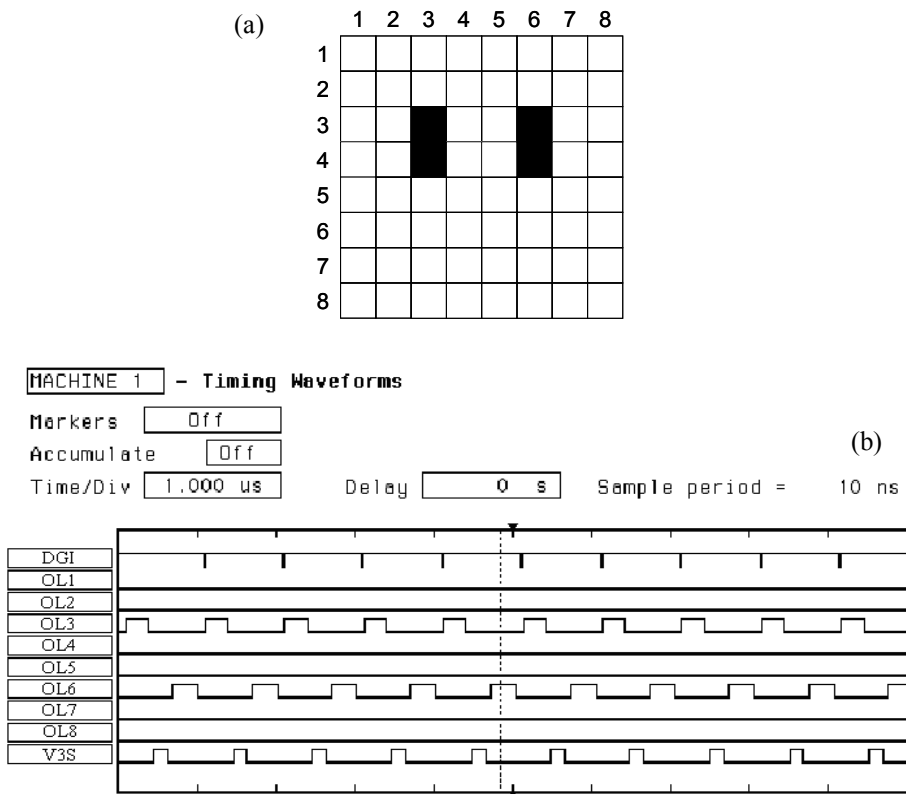 (a)
1 2 3 4 5 6 7 8
1
2
3
4
5
6
7
8
MACHINE 1 - Timing Waveforms
Markers Off
(b)
Accumulate Off
Time/Div 1.000 us Delay 0 s Sample period = 10 ns
DGI
OL1
OL2
OL3
OL4
OL5
OL6
OL7
OL8
V3S